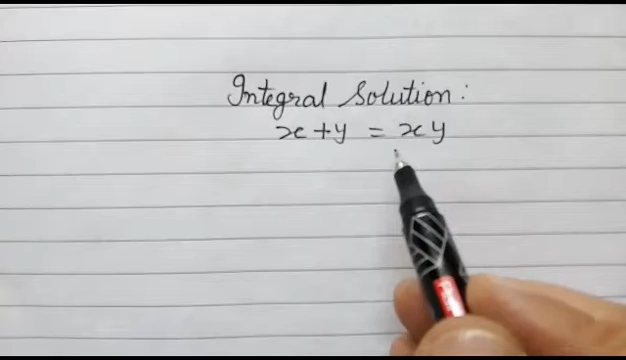 Integral Solution:
x+y = xy